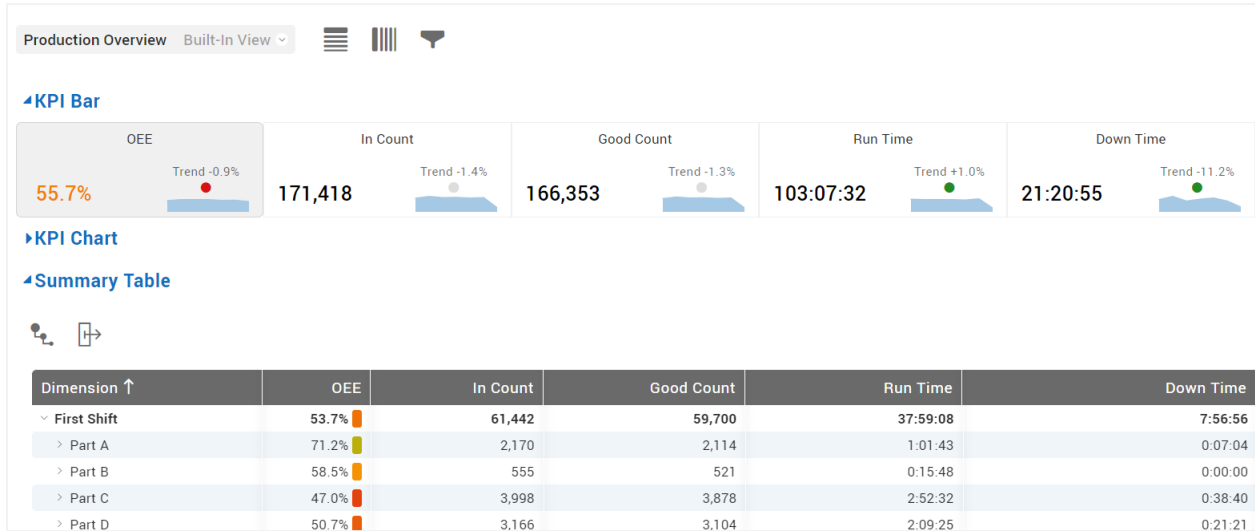 Production Overview Built-In View
KPI Bar
OEE In Count Good Count Run Time Down Time
Trend -0.9% Trend -1.4% Trend -1.3% Trend +1.0% Trend -11.2%
55.7% 171,418 166,353 103:07:32 21:20:55
KPI Chart
Summary Table
Dimension ↑ OEE In Count Good Count Run Time Down Time
First Shift 53.7% 61,442 59,700 37:59:08 7:56:56
Part A 71.2% 2,170 2,114 1:01:43 0:07:04
Part B 58.5% 555 521 0:15:48 0:00:00
Part C 47.0% 3,998 3,878 2:52:32 0:38:40
Part D 50.7% 3,166 3,104 2:09:25 0:21:21